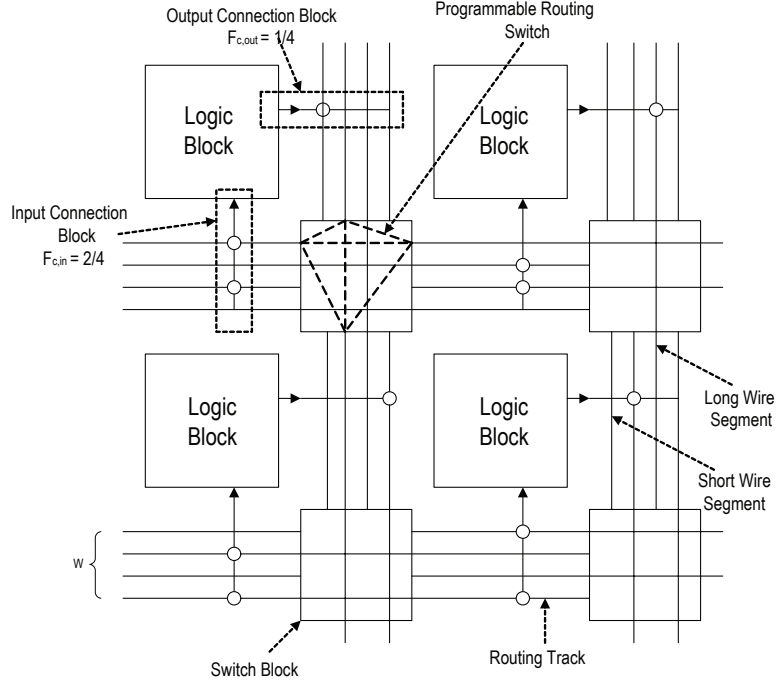 Output Connection Block
Fc,out = 1/4
Programmable Routing
Switch
Logic
Block
Logic
Block
Input Connection
Block
Fc,in = 2/4
Logic
Block
Logic
Block
Long Wire
Segment
Short Wire
Segment
W
Switch Block
Routing Track